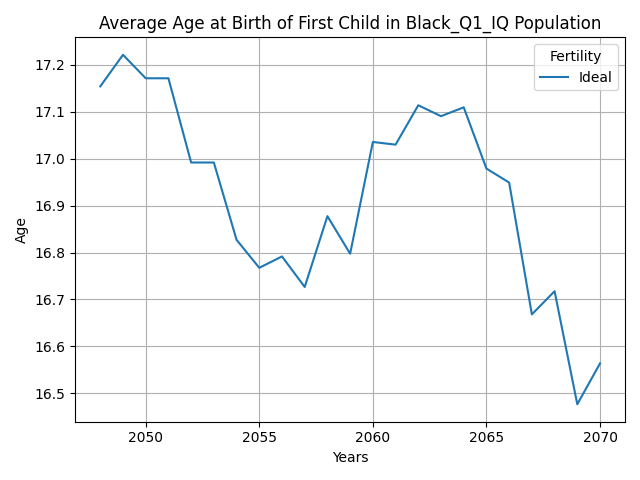 Average Age at Birth of First Child in Black_Q1_IQ Population
Fertility
Ideal
17.2
17.1
17.0
16.9
16.8
16.7
16.6
16.5
Age
2050 2055 2060 2065 2070
Years